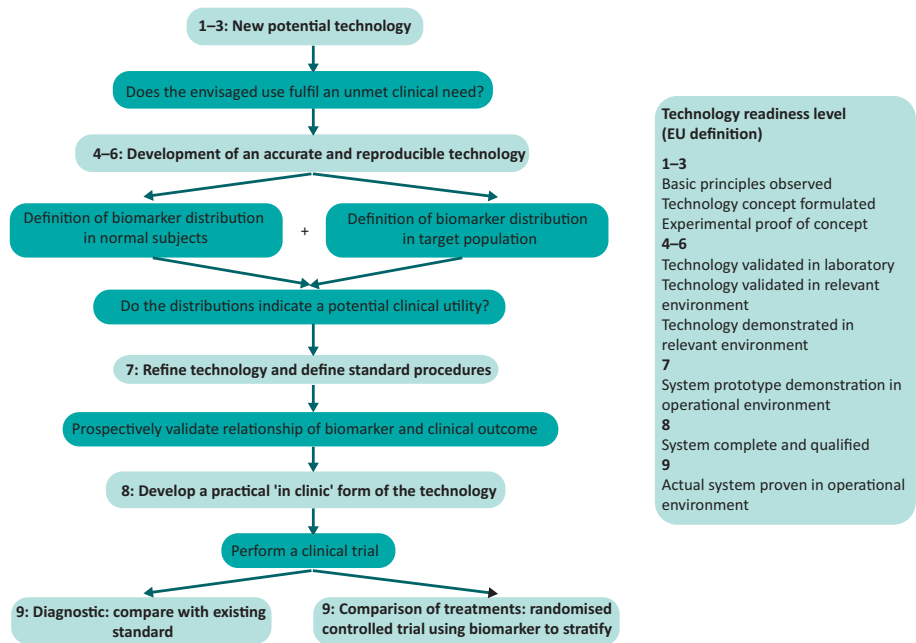 1–3: New potential technology
Does the envisaged use fulfil an unmet clinical need?
4–6: Development of an accurate and reproducible technology
Definition of biomarker distribution
in normal subjects
+
Definition of biomarker distribution
in target population
Do the distributions indicate a potential clinical utility?
7: Refine technology and define standard procedures
Prospectively validate relationship of biomarker and clinical outcome
8: Develop a practical 'in clinic' form of the technology
Perform a clinical trial
9: Diagnostic: compare with existing
standard
9: Comparison of treatments: randomised
controlled trial using biomarker to stratify
Technology readiness level
(EU definition)
1–3
Basic principles observed
Technology concept formulated
Experimental proof of concept
4–6
Technology validated in laboratory
Technology validated in relevant
environment
Technology demonstrated in
relevant environment
7
System prototype demonstration in
operational environment
8
System complete and qualified
9
Actual system proven in operational
environment